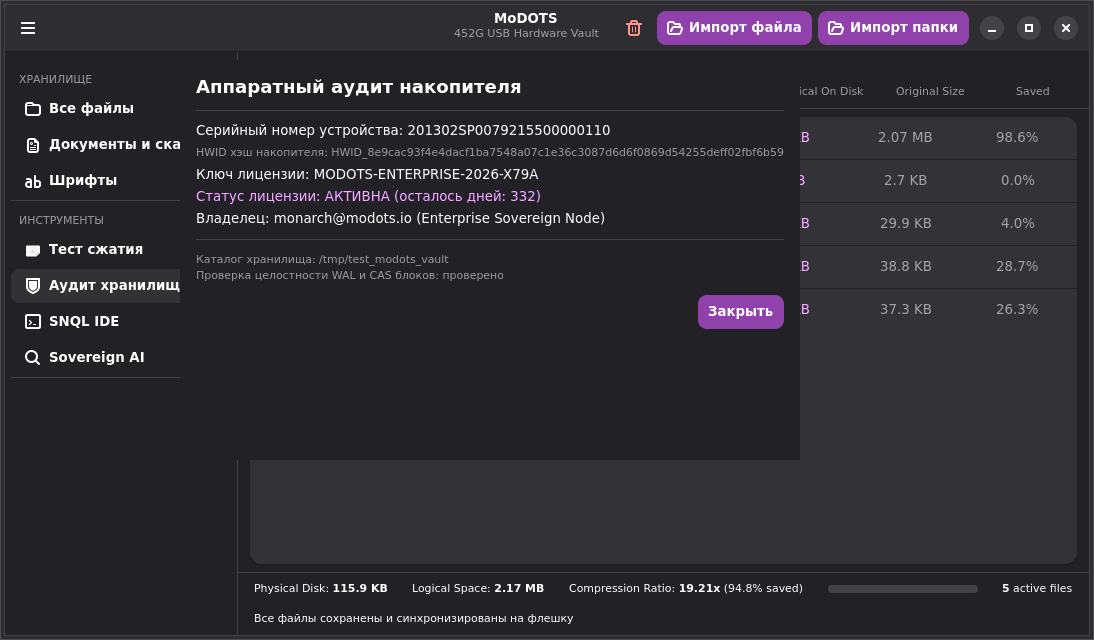 MoDOTS
452G USB Hardware Vault
Импорт файла
Импорт папки
ХРАНИЛИЩЕ
Все файлы
Документы и ска
ab Шрифты
ИНСТРУМЕНТЫ
Тест сжатия
Аудит хранилищ
SNQL IDE
Sovereign AI
Аппаратный аудит накопителя
Серийный номер устройства: 201302SP0079215500000110
HWID хэш накопителя: HWID_8e9cac93f4e4dacf1ba7548a07c1e36c3087d6d6f0869d54255deff02fbf6b59
Ключ лицензии: MODOTS-ENTERPRISE-2026-X79A
Статус лицензии: АКТИВНА (осталось дней: 332)
Владелец: monarch@modots.io (Enterprise Sovereign Node)
Каталог хранилища: /tmp/test_modots_vault
Проверка целостности WAL и CAS блоков: проверено
Закрыть
ical On Disk Original Size Saved
B 2.07 MB 98.6%
B 2.7 KB 0.0%
B 29.9 KB 4.0%
B 38.8 KB 28.7%
B 37.3 KB 26.3%
Physical Disk: 115.9 KB Logical Space: 2.17 MB Compression Ratio: 19.21x (94.8% saved) 5 active files
Все файлы сохранены и синхронизированы на флешку